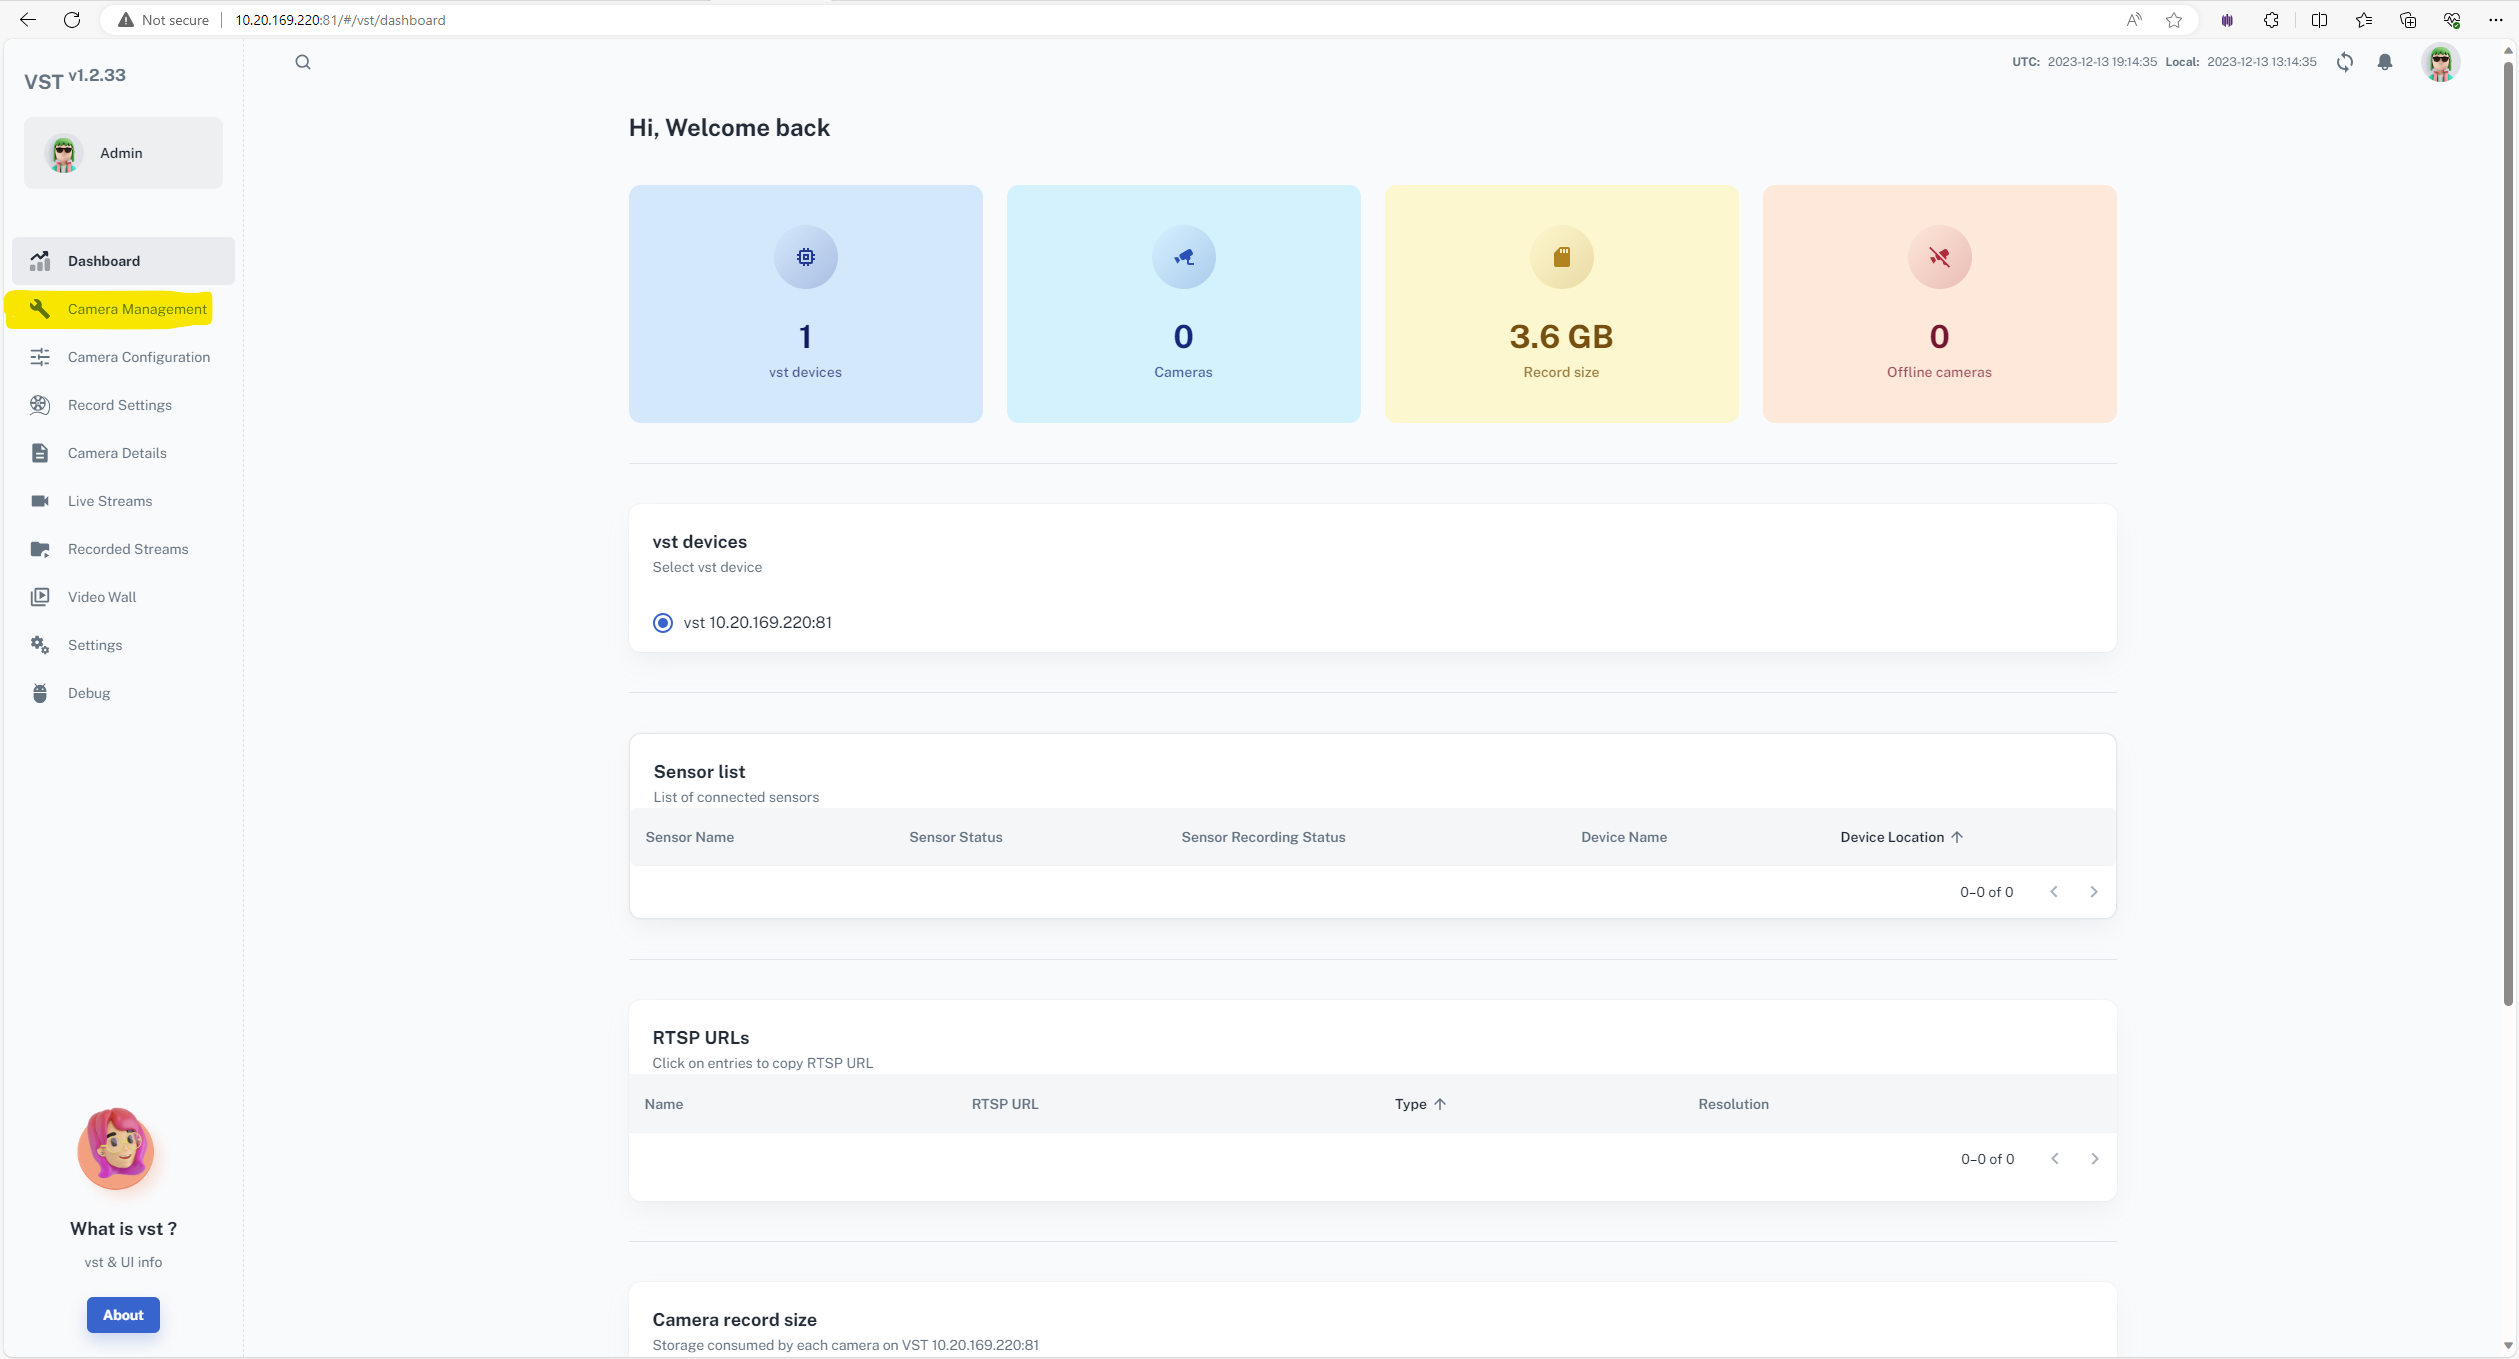 Not secure 10.20.169.220:81/#/vst/dashboard
VST v1.2.33
UTC: 2023-12-13 19:14:35 Local: 2023-12-13 13:14:35
Admin
Dashboard
Camera Management
Camera Configuration
Record Settings
Camera Details
Live Streams
Recorded Streams
Video Wall
Settings
Debug
What is vst ?
vst & UI info
About
Hi, Welcome back
1
vst devices
0
Cameras
3.6 GB
Record size
0
Offline cameras
vst devices
Select vst device
vst 10.20.169.220:81
Sensor list
List of connected sensors
Sensor Name Sensor Status Sensor Recording Status Device Name Device Location
0–0 of 0
RTSP URLs
Click on entries to copy RTSP URL
Name RTSP URL Type Resolution
0–0 of 0
Camera record size
Storage consumed by each camera on VST 10.20.169.220:81